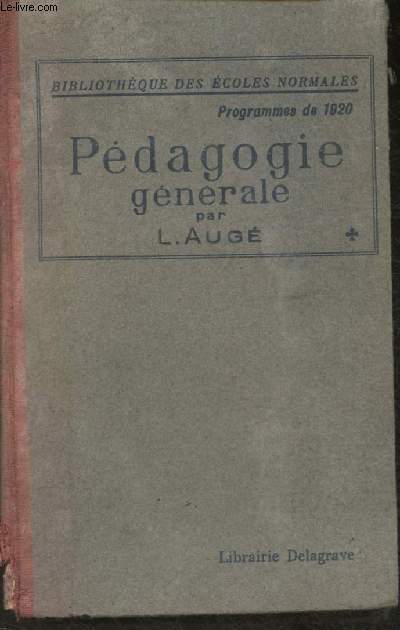 Le-livre.com
BIBLIOTHÈQUE DES ÉCOLES NORMALES
Programmes de 1920
Pédagogie
générale
par
L. AUGÉ
Librairie Delagrave